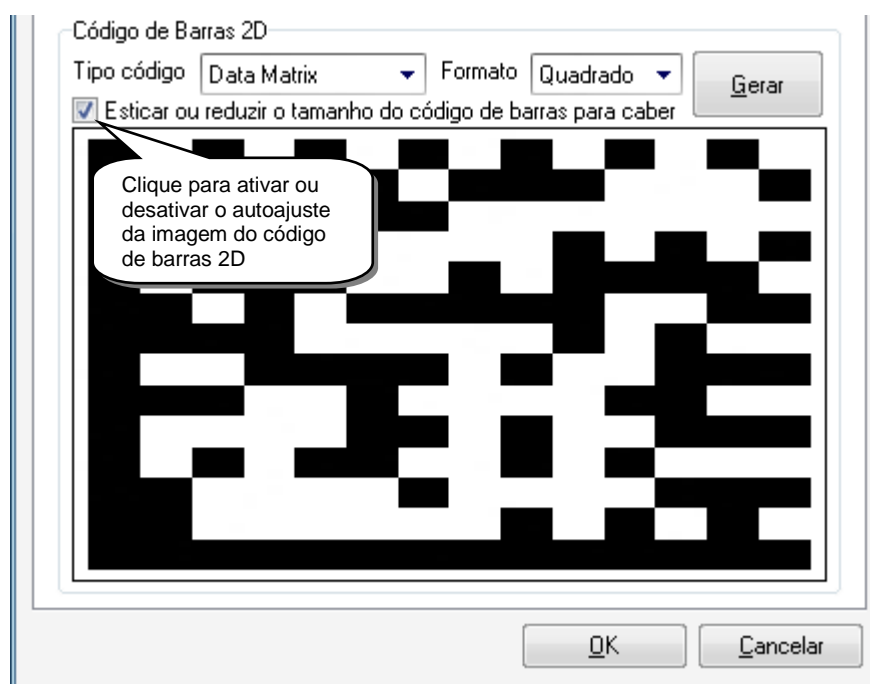 Código de Barras 2D
Tipo código Data Matrix Formato Quadrado Gerar
Esticar ou reduzir o tamanho do código de barras para caber
Clique para ativar ou
desativar o autoajuste
da imagem do código
de barras 2D
OK Cancelar